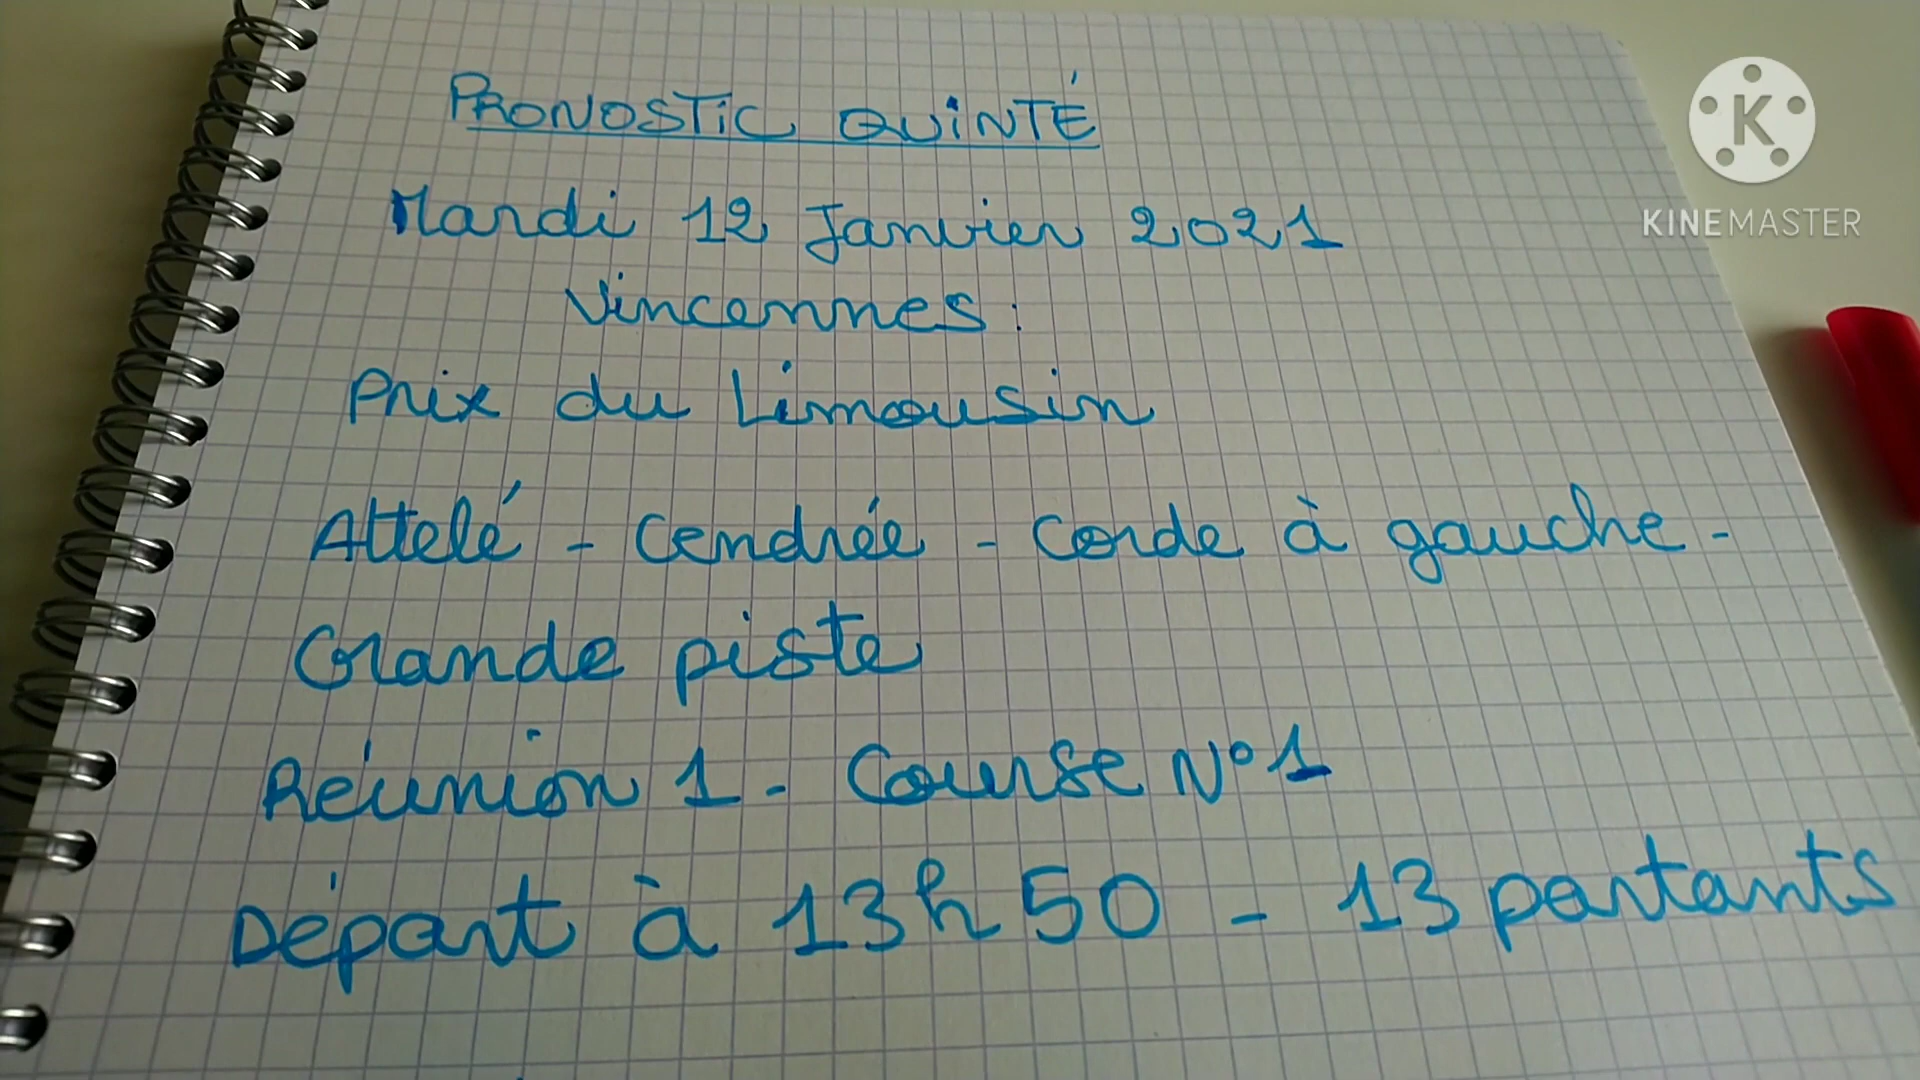 PRONOSTIC QUINTÉ
Mardi 12 Janvier 2021
Vincennes :
Prix du Limousin
Attelé - Cendrée - Corde à gauche -
Grande piste
Réunion 1 - Course N° 1
Départ à 13h50 - 13 partants
K
KINEMASTER